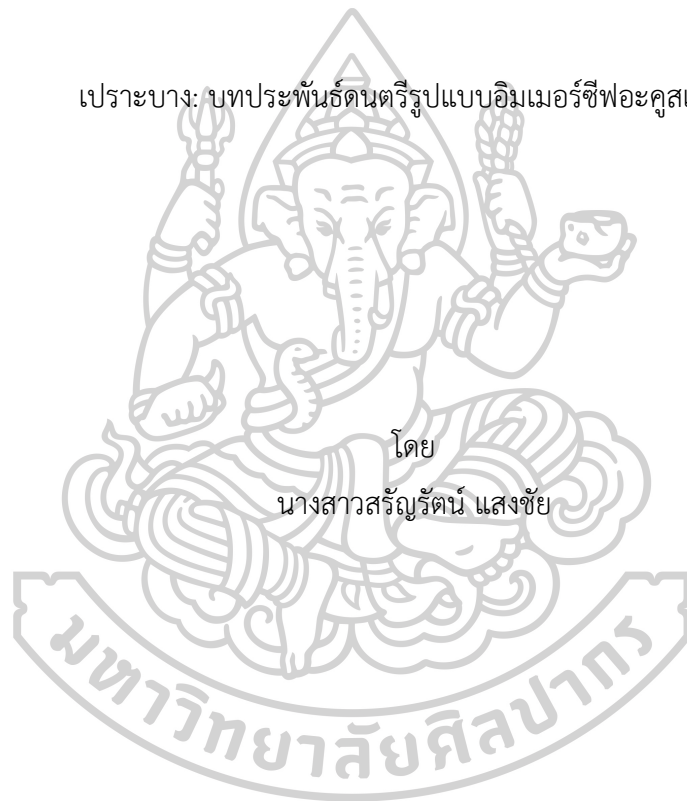 เปราะบาง: บทประพันธ์ดนตรีรูปแบบอิมเมอร์ซีฟอะคูสเ
โดย
นางสาวสรัญรัตน์ แสงชัย
มหาวิทยาลัยศิลปากร